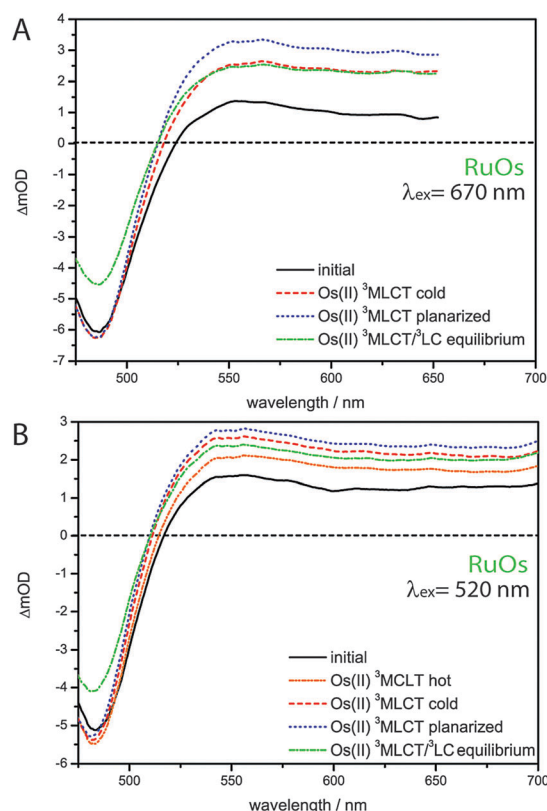 A
4
3
2
1
0
-1
-2
-3
-4
-5
-6
-7
ΔmOD
RuOs
λex= 670 nm
initial
Os(II) ³MLCT cold
Os(II) ³MLCT planarized
Os(II) ³MLCT/³LC equilibrium
500 550 600 650 700
wavelength / nm
B
3
2
1
0
-1
-2
-3
-4
-5
-6
ΔmOD
RuOs
λex= 520 nm
initial
Os(II) ³MCLT hot
Os(II) ³MLCT cold
Os(II) ³MLCT planarized
Os(II) ³MLCT/³LC equilibrium
500 550 600 650 700
wavelength / nm